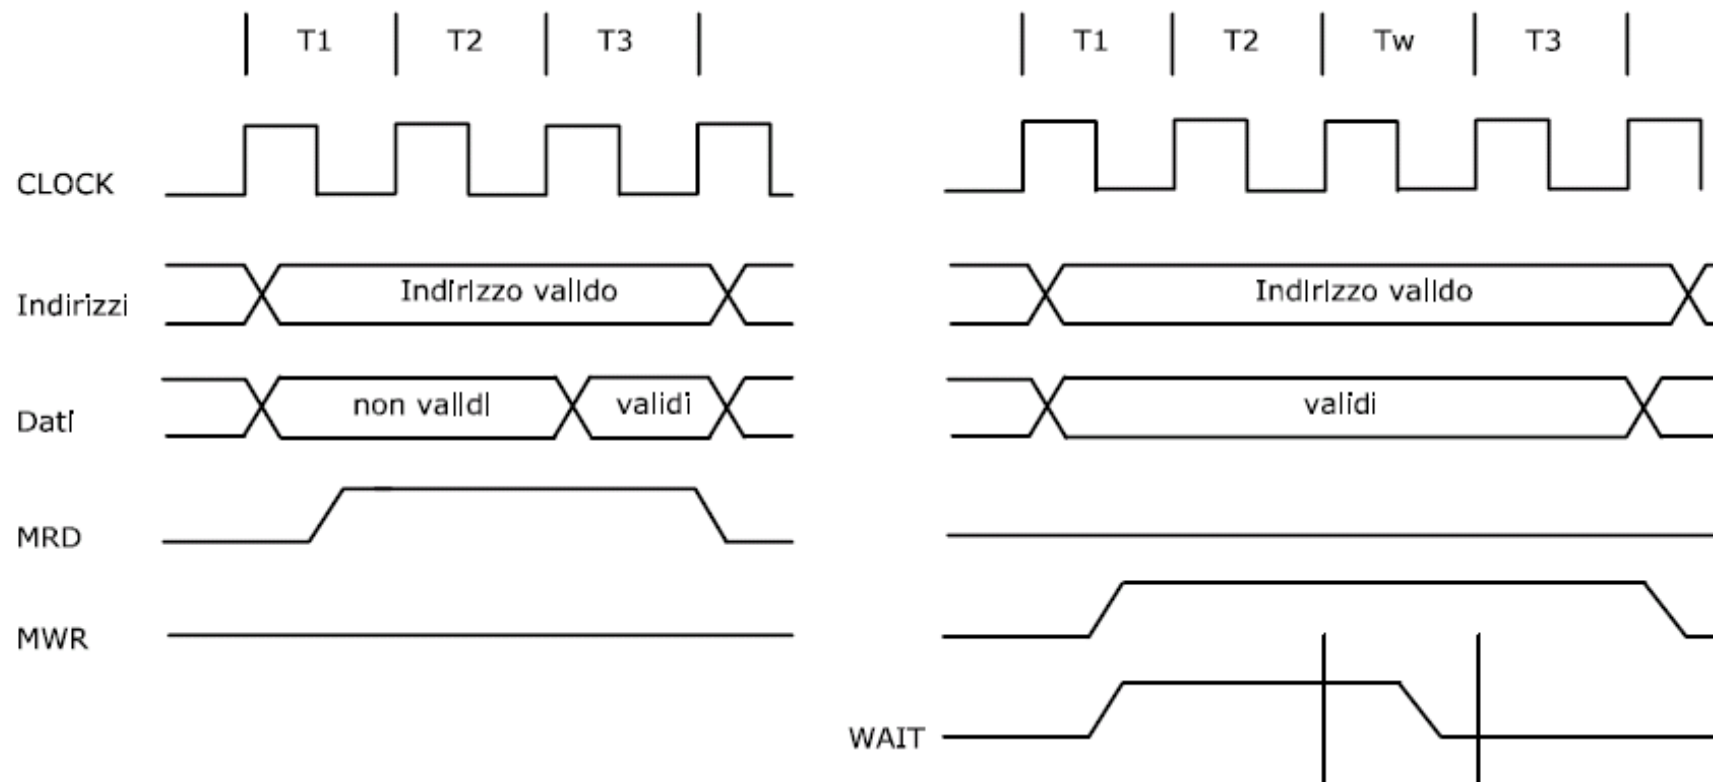 T1 T2 T3 T1 T2 Tw T3
CLOCK
Indirizzi Indirizzo valido Indirizzo valido
Dati non validi validi validi
MRD
MWR
WAIT